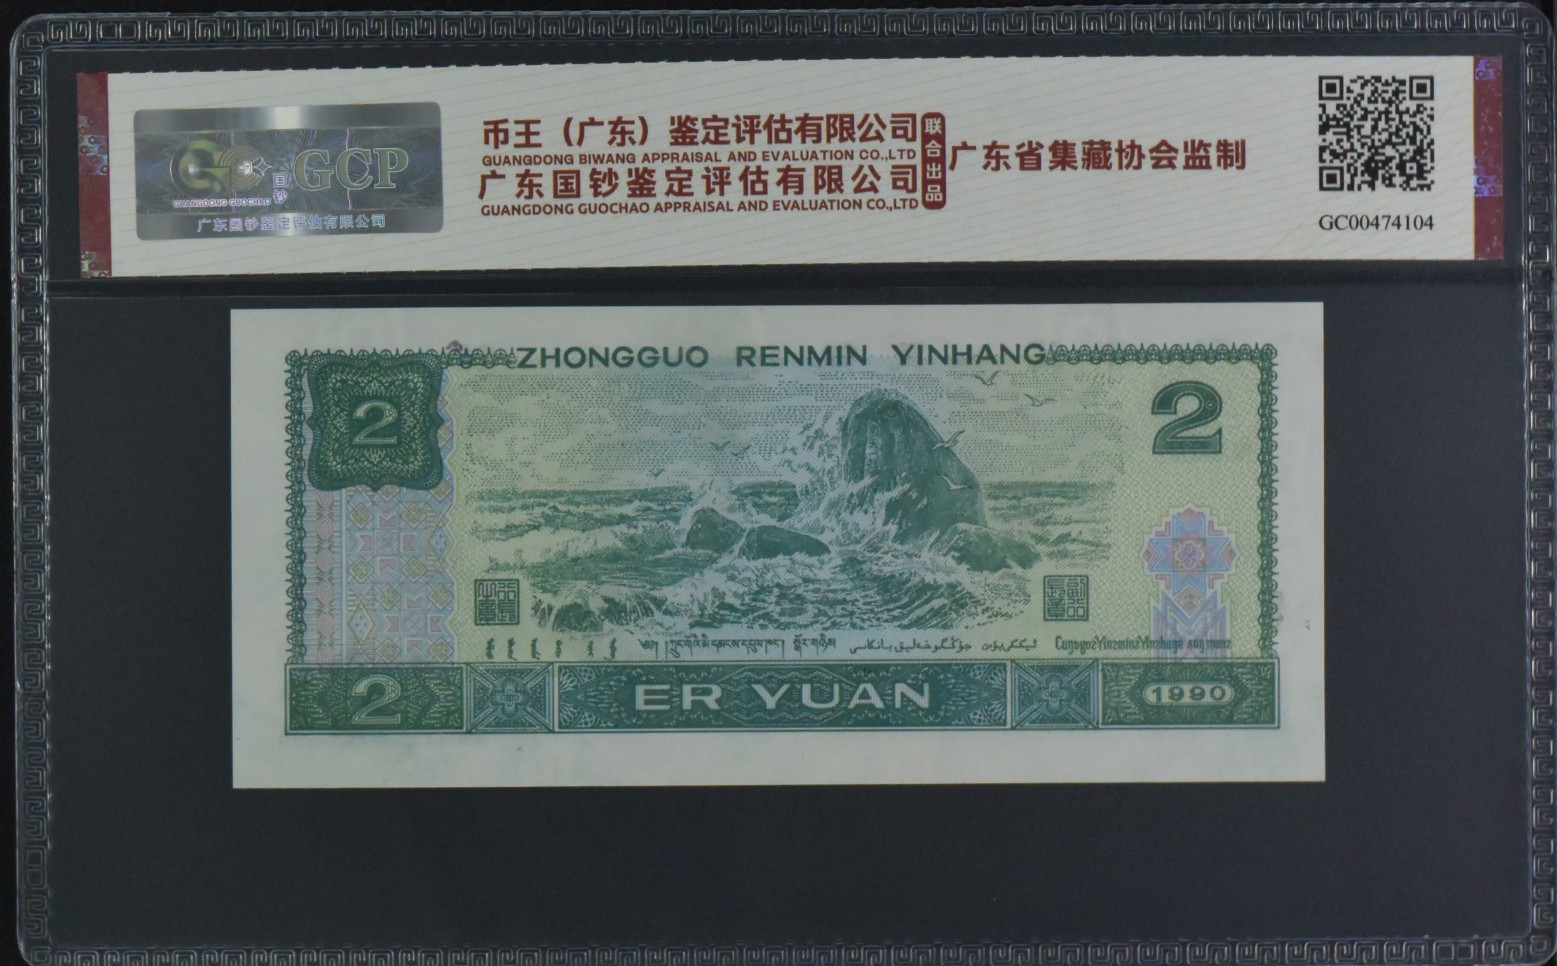 币王（广东）鉴定评估有限公司
GUANGDONG BIWANG APPRAISAL AND EVALUATION CO.,LTD
广东国钞鉴定评估有限公司
GUANGDONG GUOCHAO APPRAISAL AND EVALUATION CO.,LTD
联合出品
广东省集藏协会监制
GC00474104
国钞
GCP
GUANGDONG GUOCHAO
广东国钞鉴定评估有限公司
ZHONGGUO RENMIN YINHANG
2
2
2
ER YUAN
1990